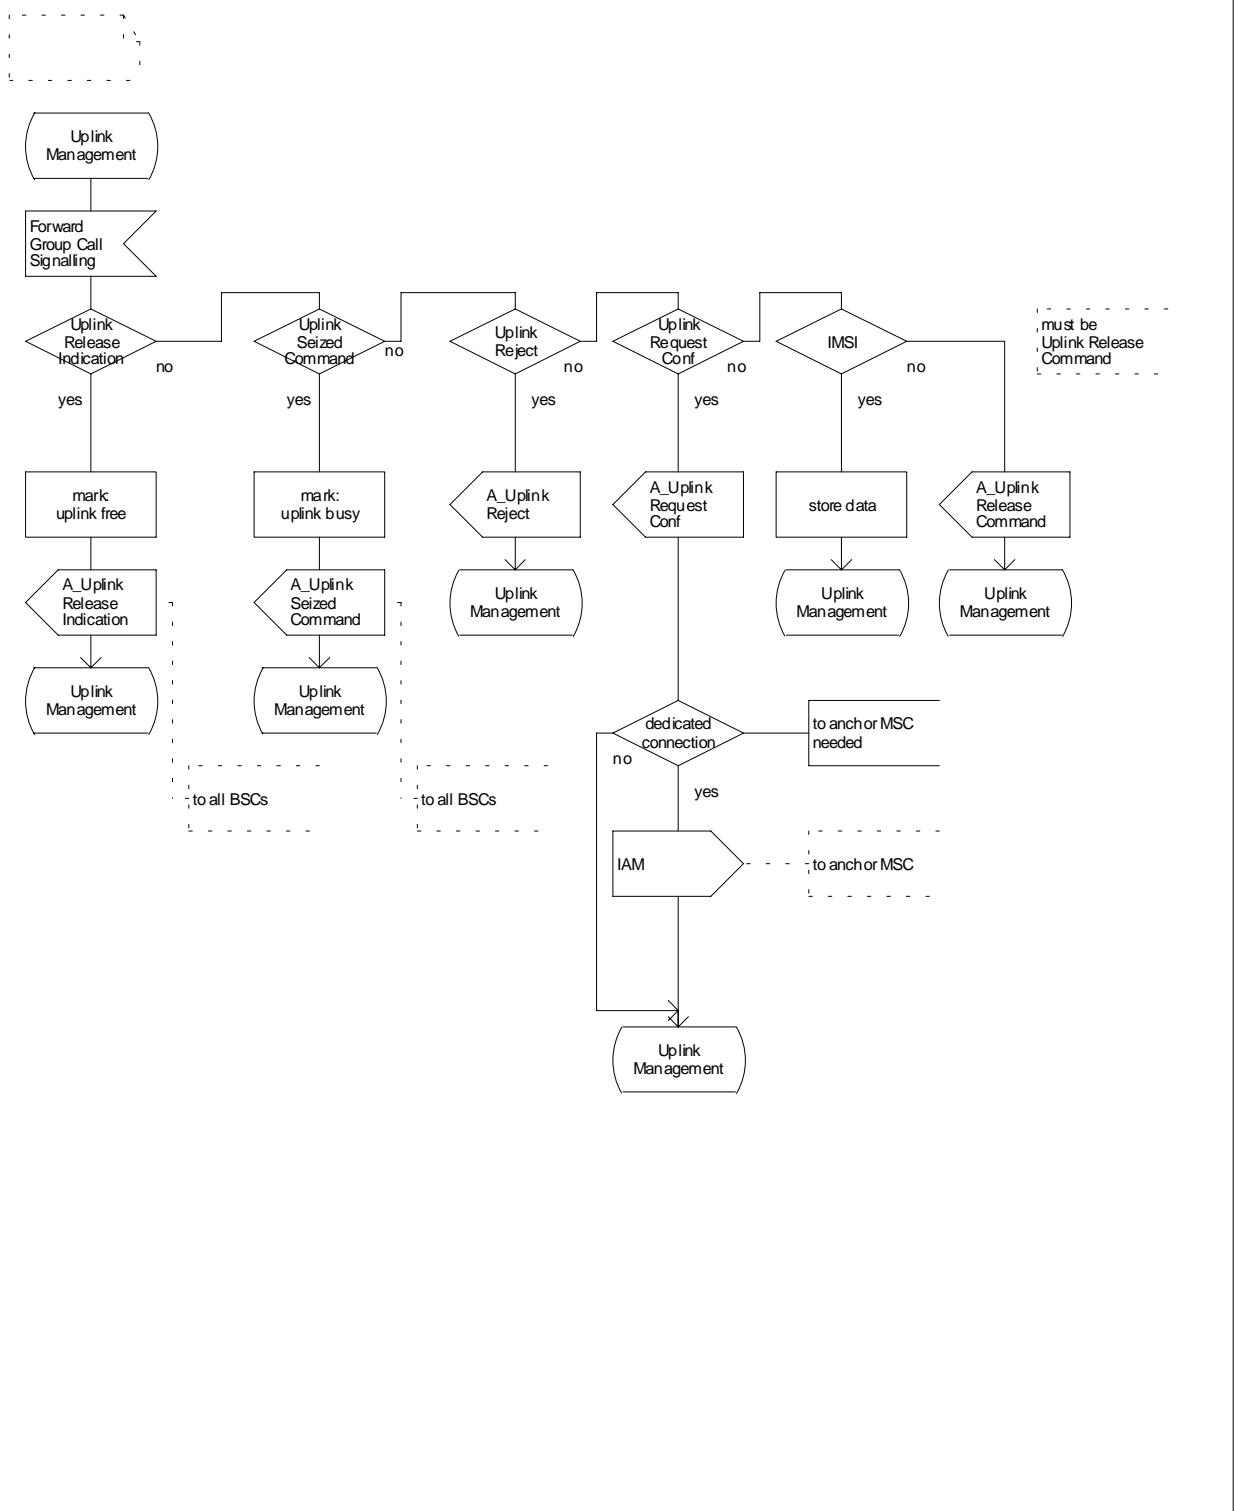 Uplink
Management
Forward
Group Call
Signalling
Uplink
Release
Indication
no
yes
Uplink
Seized
Command
no
yes
Uplink
Reject
no
yes
Uplink
Request
Conf
no
yes
IMSI
no
yes
must be
Uplink Release
Command
mark:
uplink free
mark:
uplink busy
A_Uplink
Reject
A_Uplink
Request
Conf
store data
A_Uplink
Release
Command
A_Uplink
Release
Indication
A_Uplink
Seized
Command
Uplink
Management
Uplink
Management
Uplink
Management
Uplink
Management
Uplink
Management
to all BSCs
to all BSCs
dedicated
connection
no
yes
to anchor MSC
needed
IAM
to anchor MSC
Uplink
Management